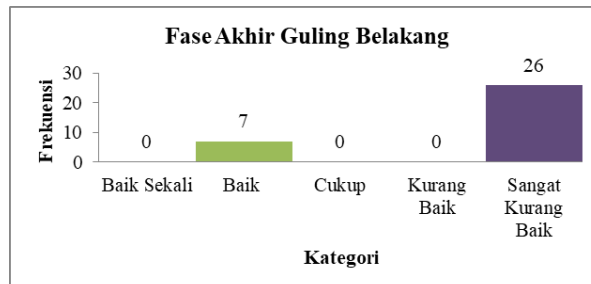 Fase Akhir Guling Belakang
Frekuensi
30
20
10
0
0
7
0
0
26
Baik Sekali
Baik
Cukup
Kurang
Baik
Sangat
Kurang
Baik
Kategori